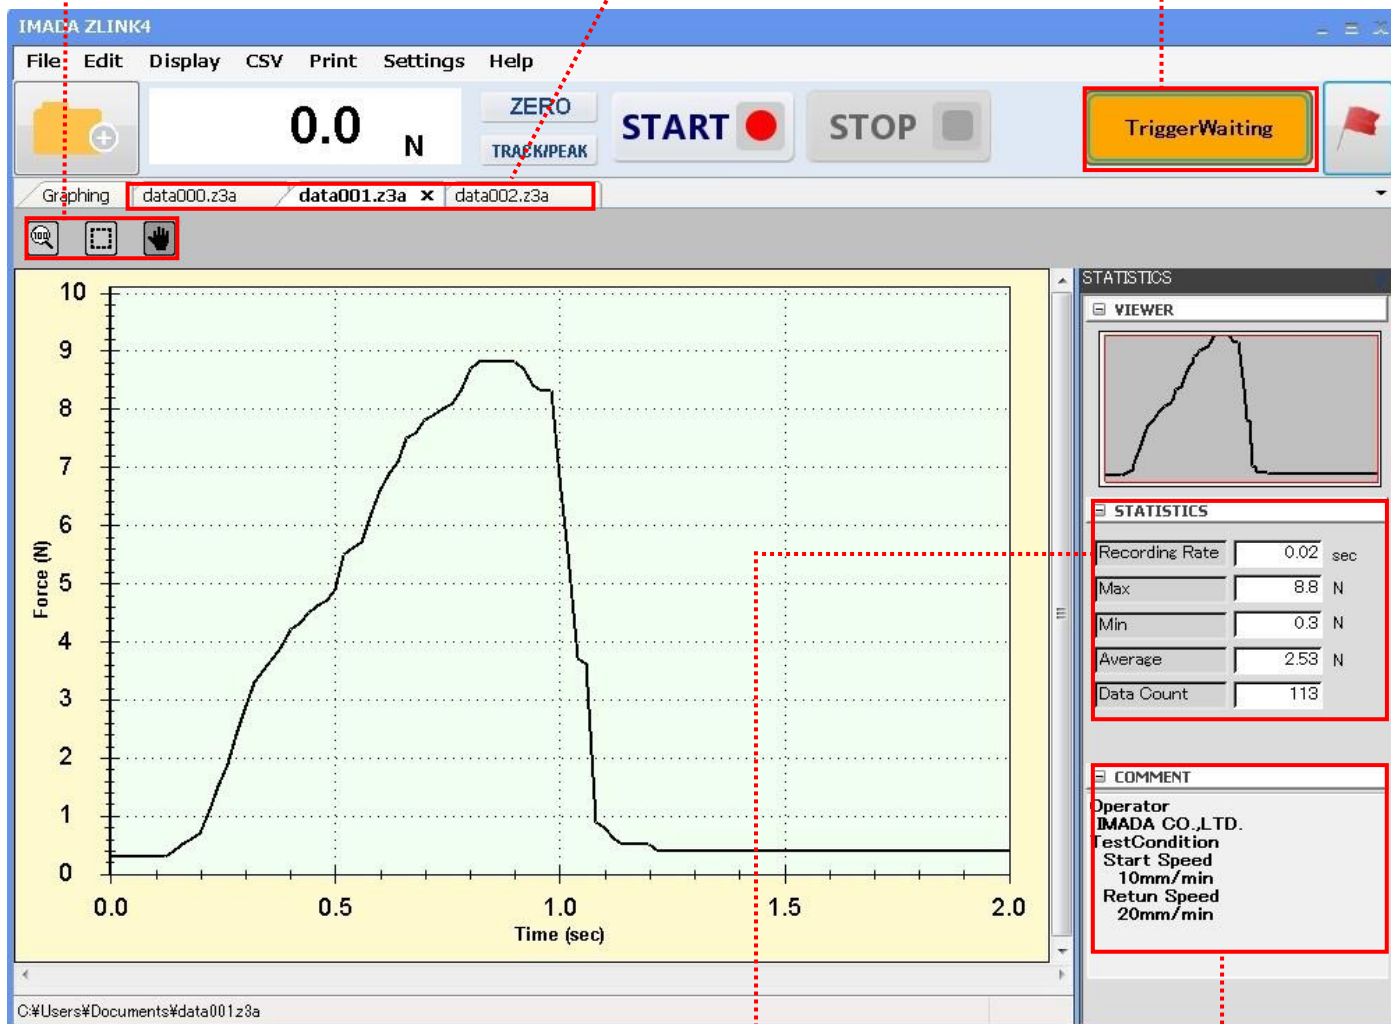 IMADA ZLINK4
File Edit Display CSV Print Settings Help
0.0 N
ZERO
TRACK/PEAK
START
STOP
TriggerWaiting
Graphing data000.z3a data001.z3a x data002.z3a
100
STATISTICS
VIEWER
10
9
8
7
6
5
4
3
2
1
0
Force (N)
0.0 0.5 1.0 1.5 2.0
Time (sec)
STATISTICS
Recording Rate 0.02 sec
Max 8.8 N
Min 0.3 N
Average 2.53 N
Data Count 113
COMMENT
Operator
IMADA CO.,LTD.
TestCondition
Start Speed
10mm/min
Retun Speed
20mm/min
C:¥Users¥Documents¥data001z3a